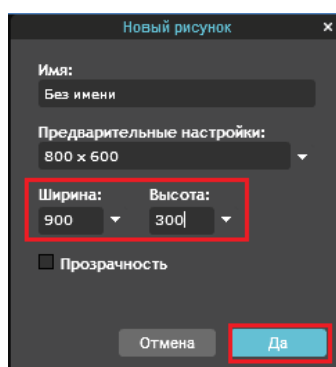 Новый рисунок ×
Имя:
Без имени
Предварительные настройки:
800 x 600
Ширина: Высота:
900 300
Прозрачность
Отмена Да